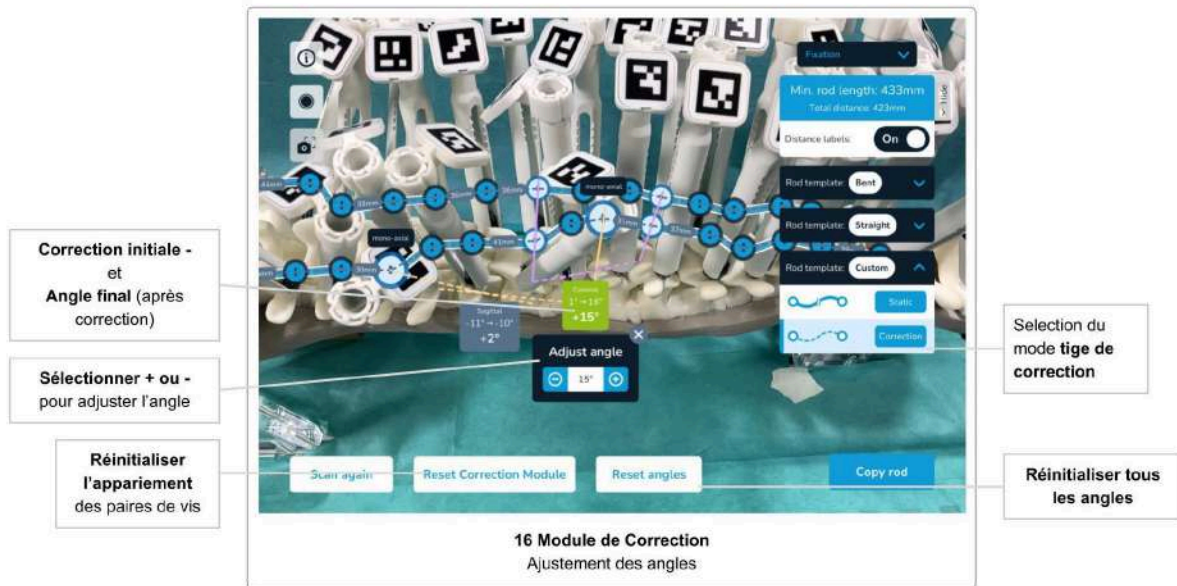 Fixation
Min. rod length: 433mm
Total distance: 423mm
Hide
Distance labels: On
Rod template: Bent
Rod template: Straight
Rod template: Custom
Static
Correction
mono-axial
mono-axial
41mm
Sagittal
-11° → -10°
+2°
+15°
Adjust angle
15°
Scan again
Reset Correction Module
Reset angles
Copy rod
Correction initiale -
et
Angle final (après
correction)
Sélectionner + ou -
pour adjuster l'angle
Réinitialiser
l'appariement
des paires de vis
Selection du
mode tige de
correction
Réinitialiser tous
les angles
16 Module de Correction
Ajustement des angles